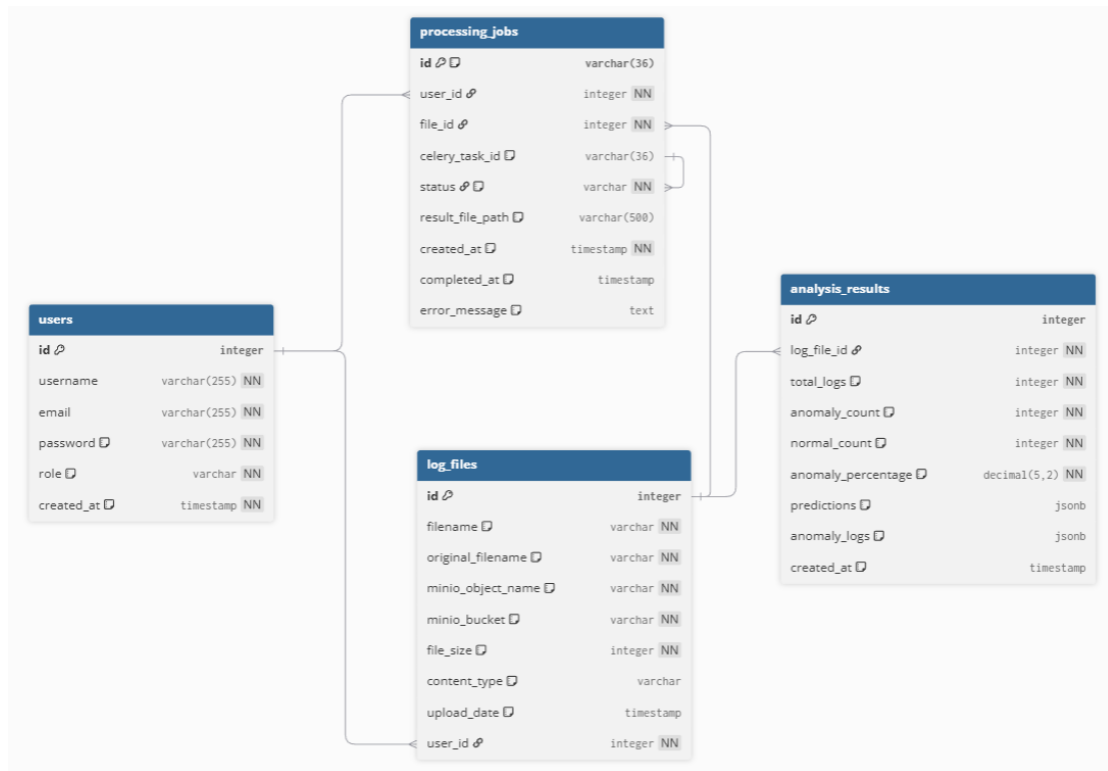 processing_jobs
id varchar(36)
user_id integer NN
file_id integer NN
celery_task_id varchar(36)
status varchar NN
result_file_path varchar(500)
created_at timestamp NN
completed_at timestamp
error_message text
users
id integer
username varchar(255) NN
email varchar(255) NN
password varchar(255) NN
role varchar NN
created_at timestamp NN
log_files
id integer
filename varchar NN
original_filename varchar NN
minio_object_name varchar NN
minio_bucket varchar NN
file_size integer NN
content_type varchar
upload_date timestamp
user_id integer NN
analysis_results
id integer
log_file_id integer NN
total_logs integer NN
anomaly_count integer NN
normal_count integer NN
anomaly_percentage decimal(5,2) NN
predictions jsonb
anomaly_logs jsonb
created_at timestamp